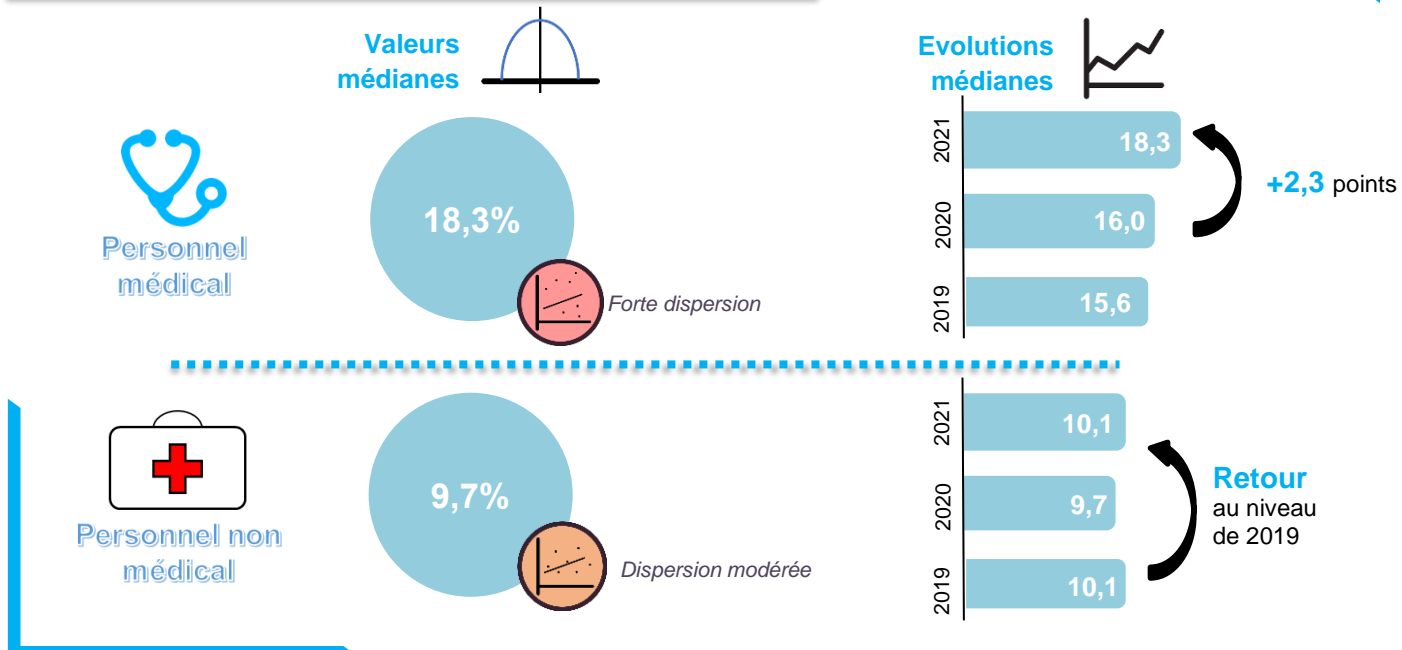 Valeurs
médianes
Evolutions
médianes
Personnel
médical
18,3%
Forte dispersion
2021
18,3
2020
16,0
2019
15,6
+2,3 points
Personnel non
médical
9,7%
Dispersion modérée
2021
10,1
2020
9,7
2019
10,1
Retour
au niveau
de 2019